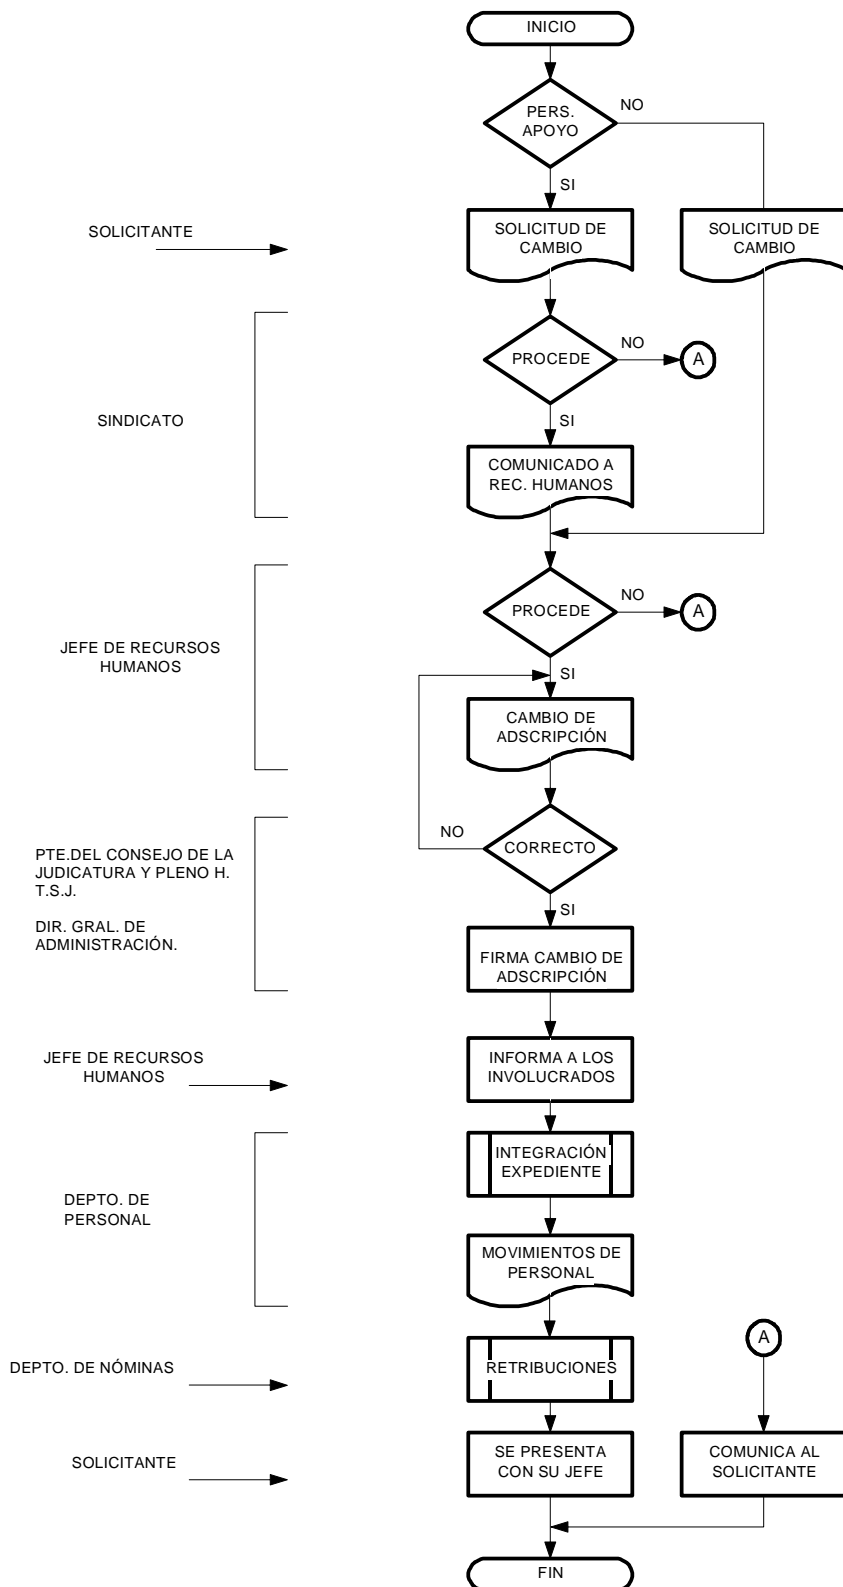 INICIO
PERS.
APOYO
NO
SI
SOLICITANTE
SOLICITUD DE
CAMBIO
SOLICITUD DE
CAMBIO
SINDICATO
PROCEDE
NO
A
SI
COMUNICADO A
REC. HUMANOS
JEFE DE RECURSOS
HUMANOS
PROCEDE
NO
A
SI
CAMBIO DE
ADSCRIPCIÓN
PTE.DEL CONSEJO DE LA
JUDICATURA Y PLENO H.
T.S.J.
DIR. GRAL. DE
ADMINISTRACIÓN.
NO
CORRECTO
SI
FIRMA CAMBIO DE
ADSCRIPCIÓN
JEFE DE RECURSOS
HUMANOS
INFORMA A LOS
INVOLUCRADOS
DEPTO. DE
PERSONAL
INTEGRACIÓN
EXPEDIENTE
MOVIMIENTOS DE
PERSONAL
A
DEPTO. DE NÓMINAS
RETRIBUCIONES
SOLICITANTE
SE PRESENTA
CON SU JEFE
COMUNICA AL
SOLICITANTE
FIN